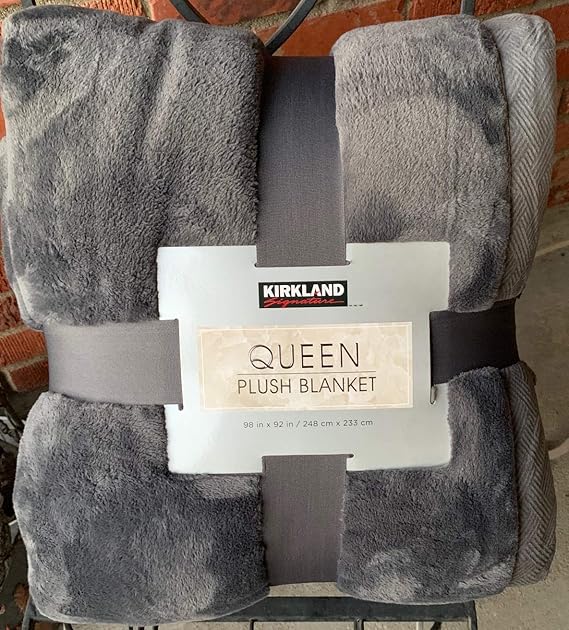 KIRKLAND
Signature
QUEEN
PLUSH BLANKET
98 in x 92 in / 248 cm x 233 cm